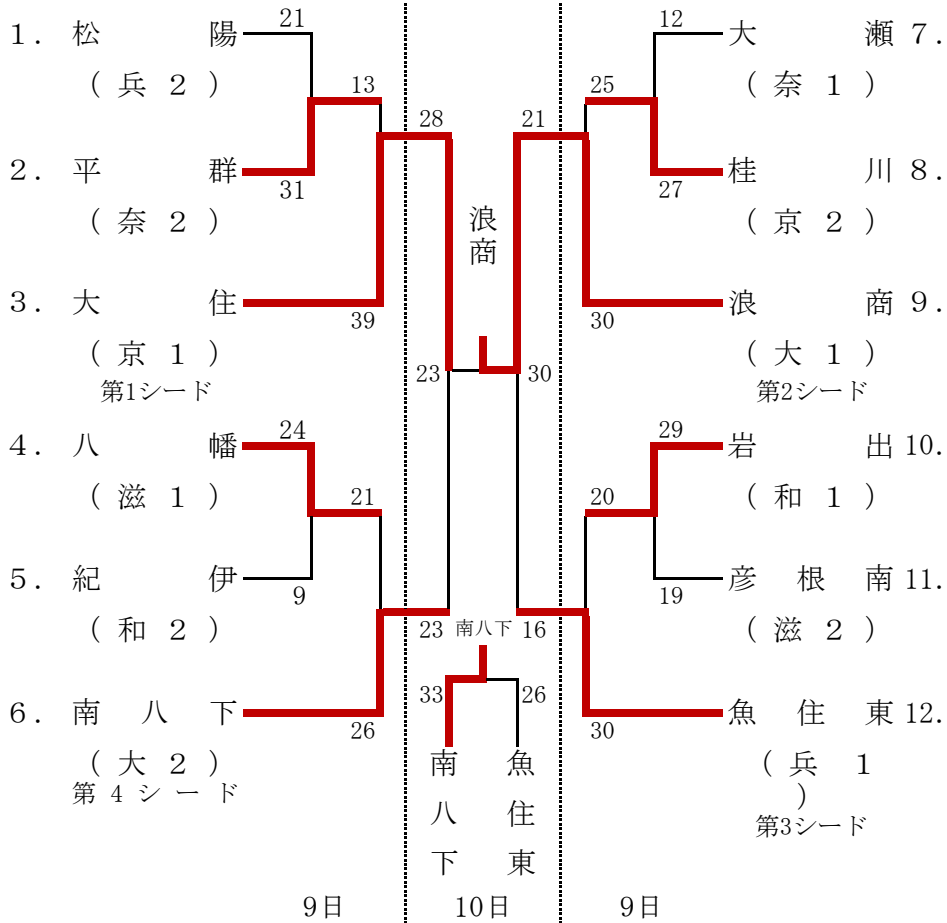 1. 松陽
(兵2)
2. 平群
(奈2)
3. 大住
(京1)
第1シード
4. 八幡
(滋1)
5. 紀伊
(和2)
6. 南八下
(大2)
第4シード
21
13
31
39
24
21
9
26
28
23
23
浪商
21
30
南八下
16
33
26
南八下
魚住東
12
25
27
30
29
20
19
30
大瀬 7.
(奈1)
桂川 8.
(京2)
浪商 9.
(大1)
第2シード
岩出 10.
(和1)
彦根南 11.
(滋2)
魚住東 12.
(兵1
)
第3シード
9日
10日
9日